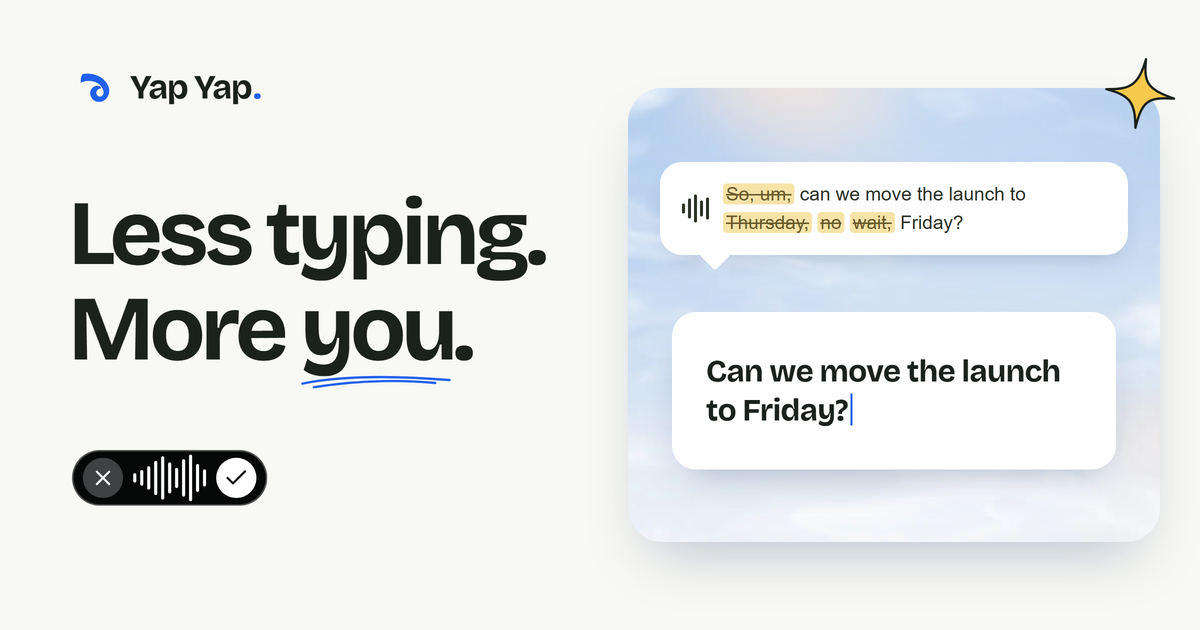 Yap Yap.
Less typing.
More you.
So, um, can we move the launch to
Thursday, no wait, Friday?
Can we move the launch
to Friday?